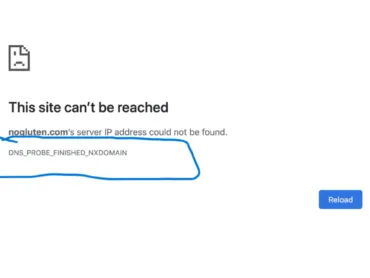 This site can't be reached
nogluten.com's server IP address could not be found.
DNS_PROBE_FINISHED_NXDOMAIN
Reload